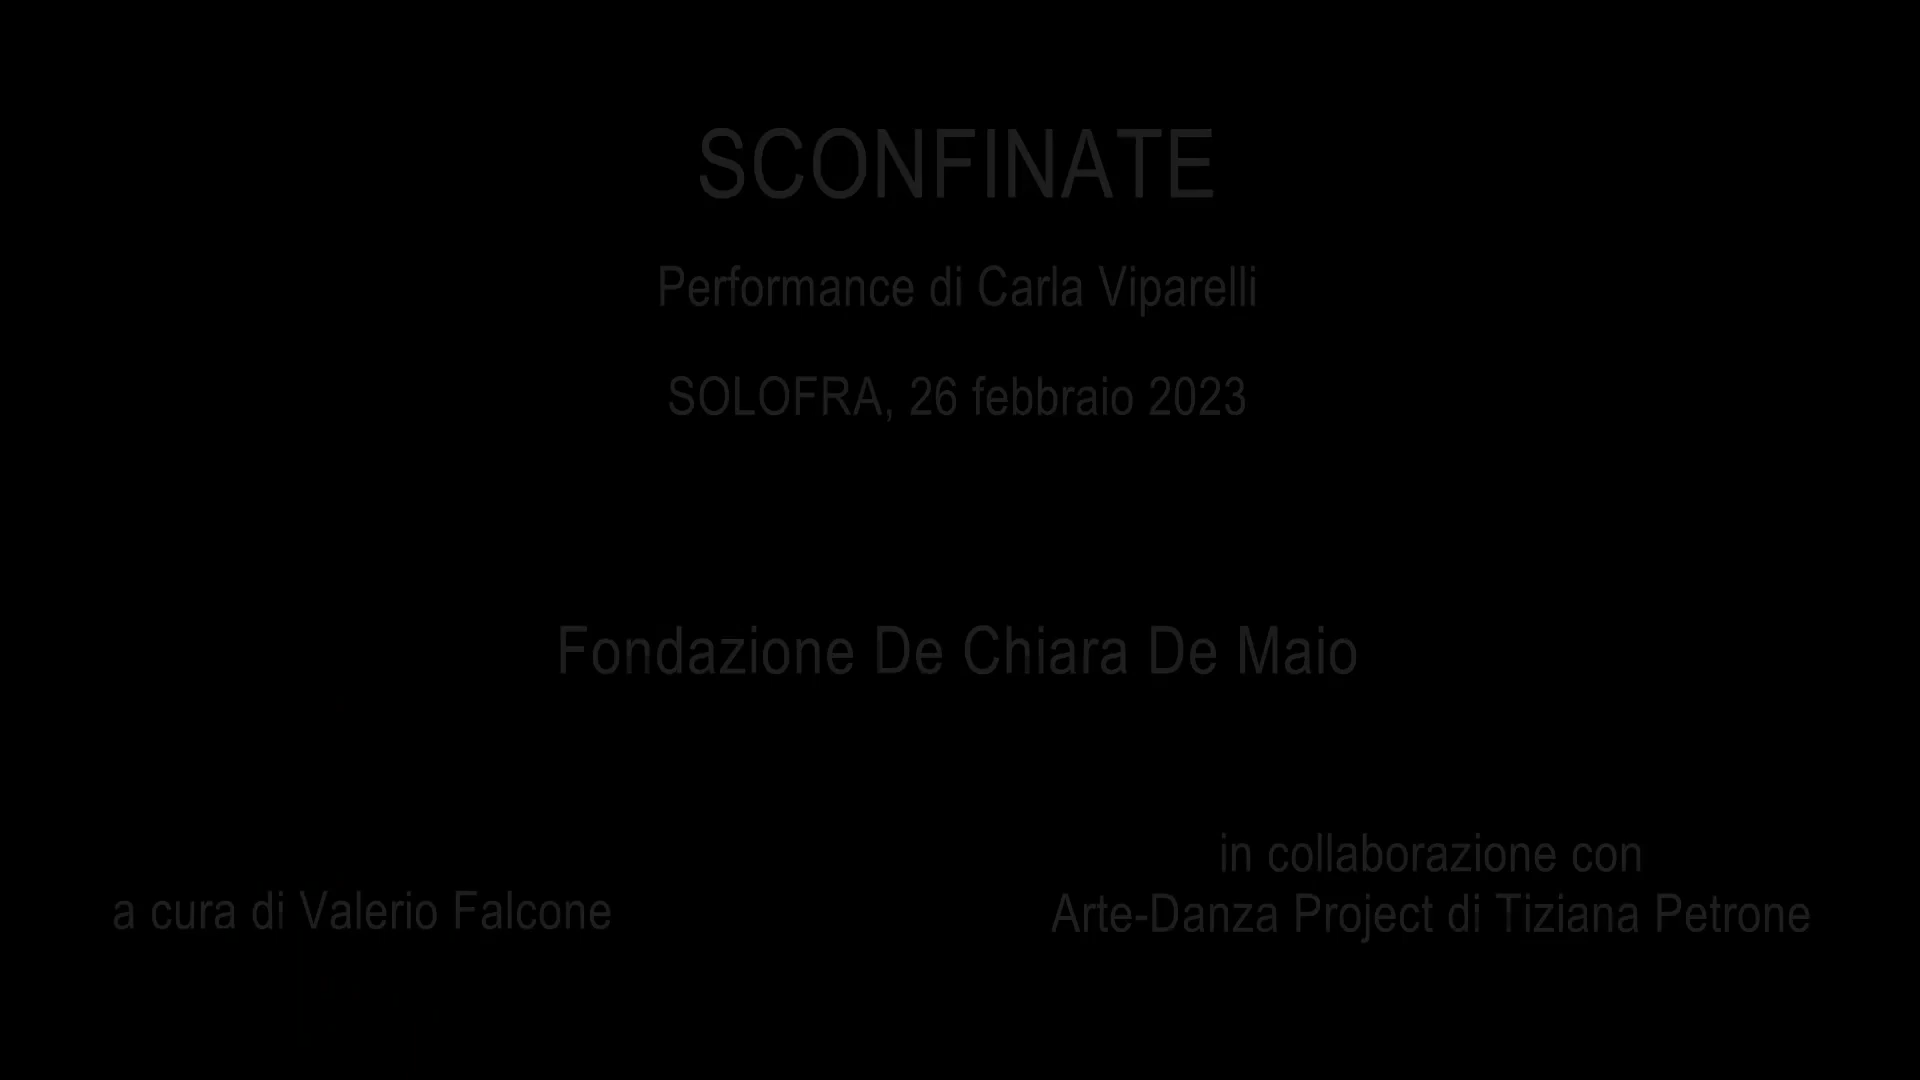 SCONFINATE
Performance di Carla Viparelli
SOLOFRA, 26 febbraio 2023
Fondazione De Chiara De Maio
a cura di Valerio Falcone
in collaborazione con
Arte-Danza Project di Tiziana Petrone